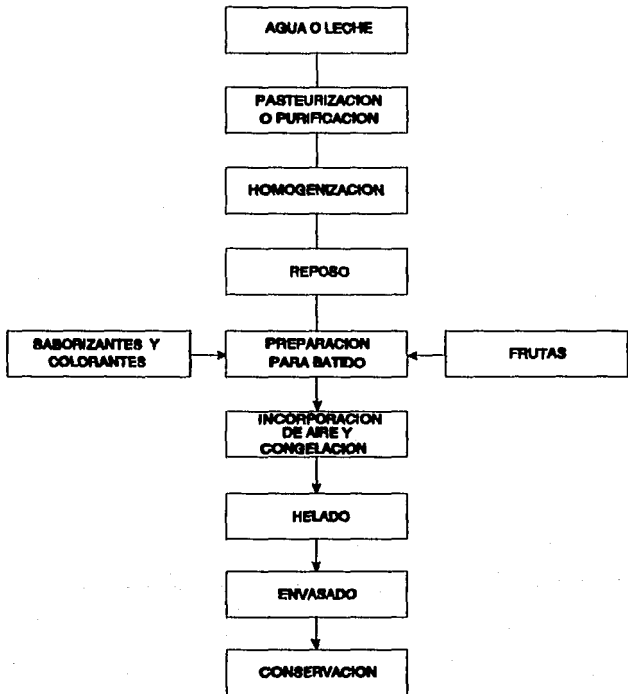 AGUA O LECHE
PASTEURIZACION
O PURIFICACION
HOMOGENIZACION
REPOSO
SABORIZANTES Y
COLORANTES
PREPARACION
PARA BATIDO
FRUTAS
INCORPORACION
DE AIRE Y
CONGELACION
HELADO
ENVASADO
CONSERVACION